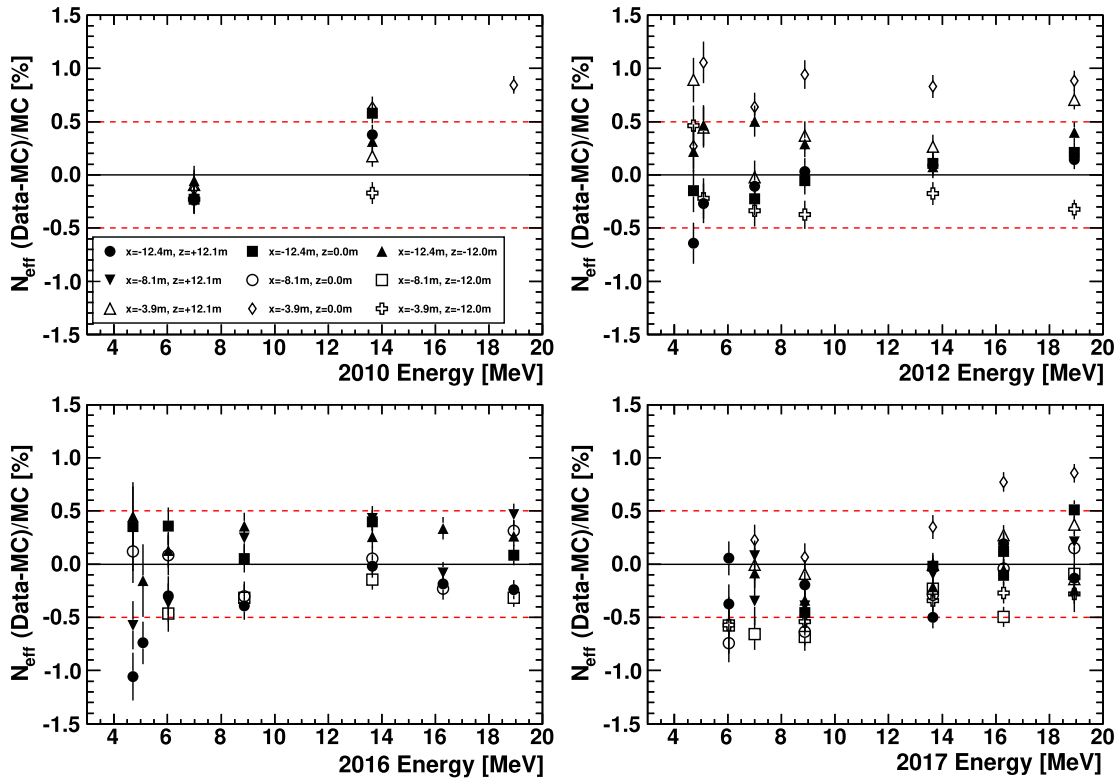 N_eff (Data-MC)/MC [%]
1.5
1.0
0.5
0.0
-0.5
-1.0
-1.5
x=-12.4m, z=+12.1m x=-12.4m, z=0.0m x=-12.4m, z=-12.0m
x=-8.1m, z=+12.1m x=-8.1m, z=0.0m x=-8.1m, z=-12.0m
x=-3.9m, z=+12.1m x=-3.9m, z=0.0m x=-3.9m, z=-12.0m
4 6 8 10 12 14 16 18 20
2010 Energy [MeV]
N_eff (Data-MC)/MC [%]
1.5
1.0
0.5
0.0
-0.5
-1.0
-1.5
4 6 8 10 12 14 16 18 20
2012 Energy [MeV]
N_eff (Data-MC)/MC [%]
1.5
1.0
0.5
0.0
-0.5
-1.0
-1.5
4 6 8 10 12 14 16 18 20
2016 Energy [MeV]
N_eff (Data-MC)/MC [%]
1.5
1.0
0.5
0.0
-0.5
-1.0
-1.5
4 6 8 10 12 14 16 18 20
2017 Energy [MeV]